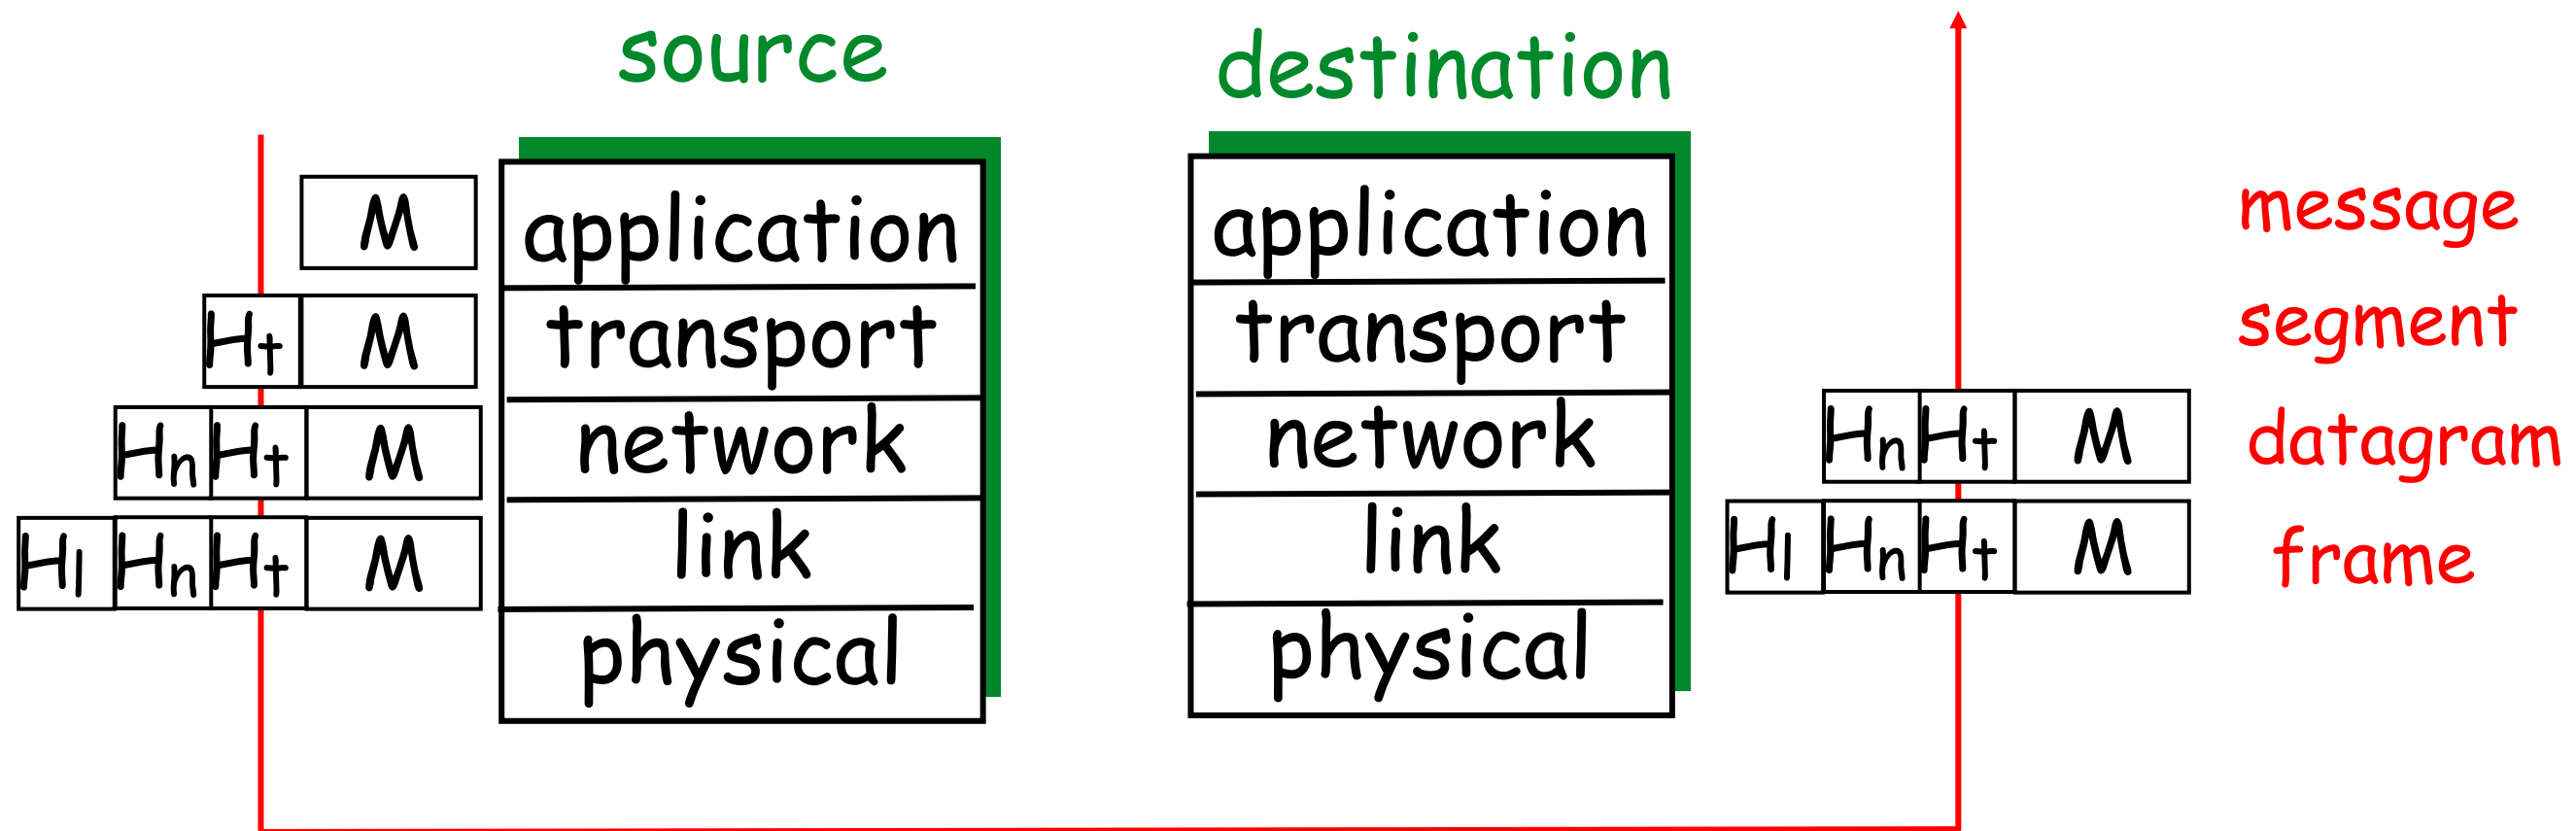 source destination
M application application message
Ht M transport transport segment
Hn Ht M network network Hn Ht M datagram
Hl Hn Ht M link link Hl Hn Ht M frame
physical physical